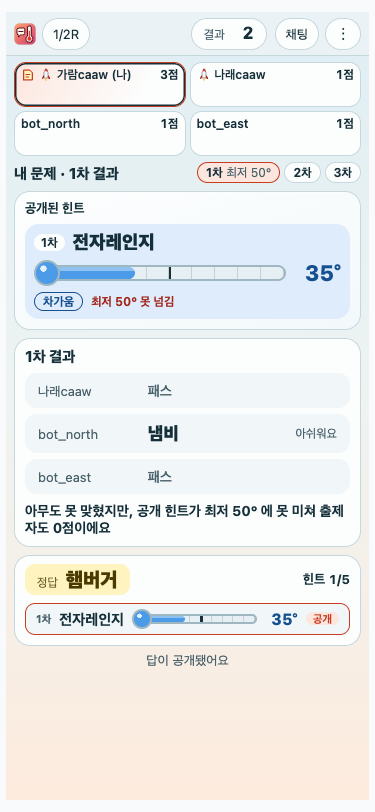 1/2R
결과 2
채팅
가람caaw (나) 3점
나래caaw 1점
bot_north 1점
bot_east 1점
내 문제 · 1차 결과
1차 최저 50°
2차
3차
공개된 힌트
1차 전자레인지
35°
차가움 최저 50° 못 넘김
1차 결과
나래caaw 패스
bot_north 냄비 아쉬워요
bot_east 패스
아무도 못 맞혔지만, 공개 힌트가 최저 50° 에 못 미쳐 출제
자도 0점이에요
정답 햄버거
힌트 1/5
1차 전자레인지 35° 공개
답이 공개됐어요